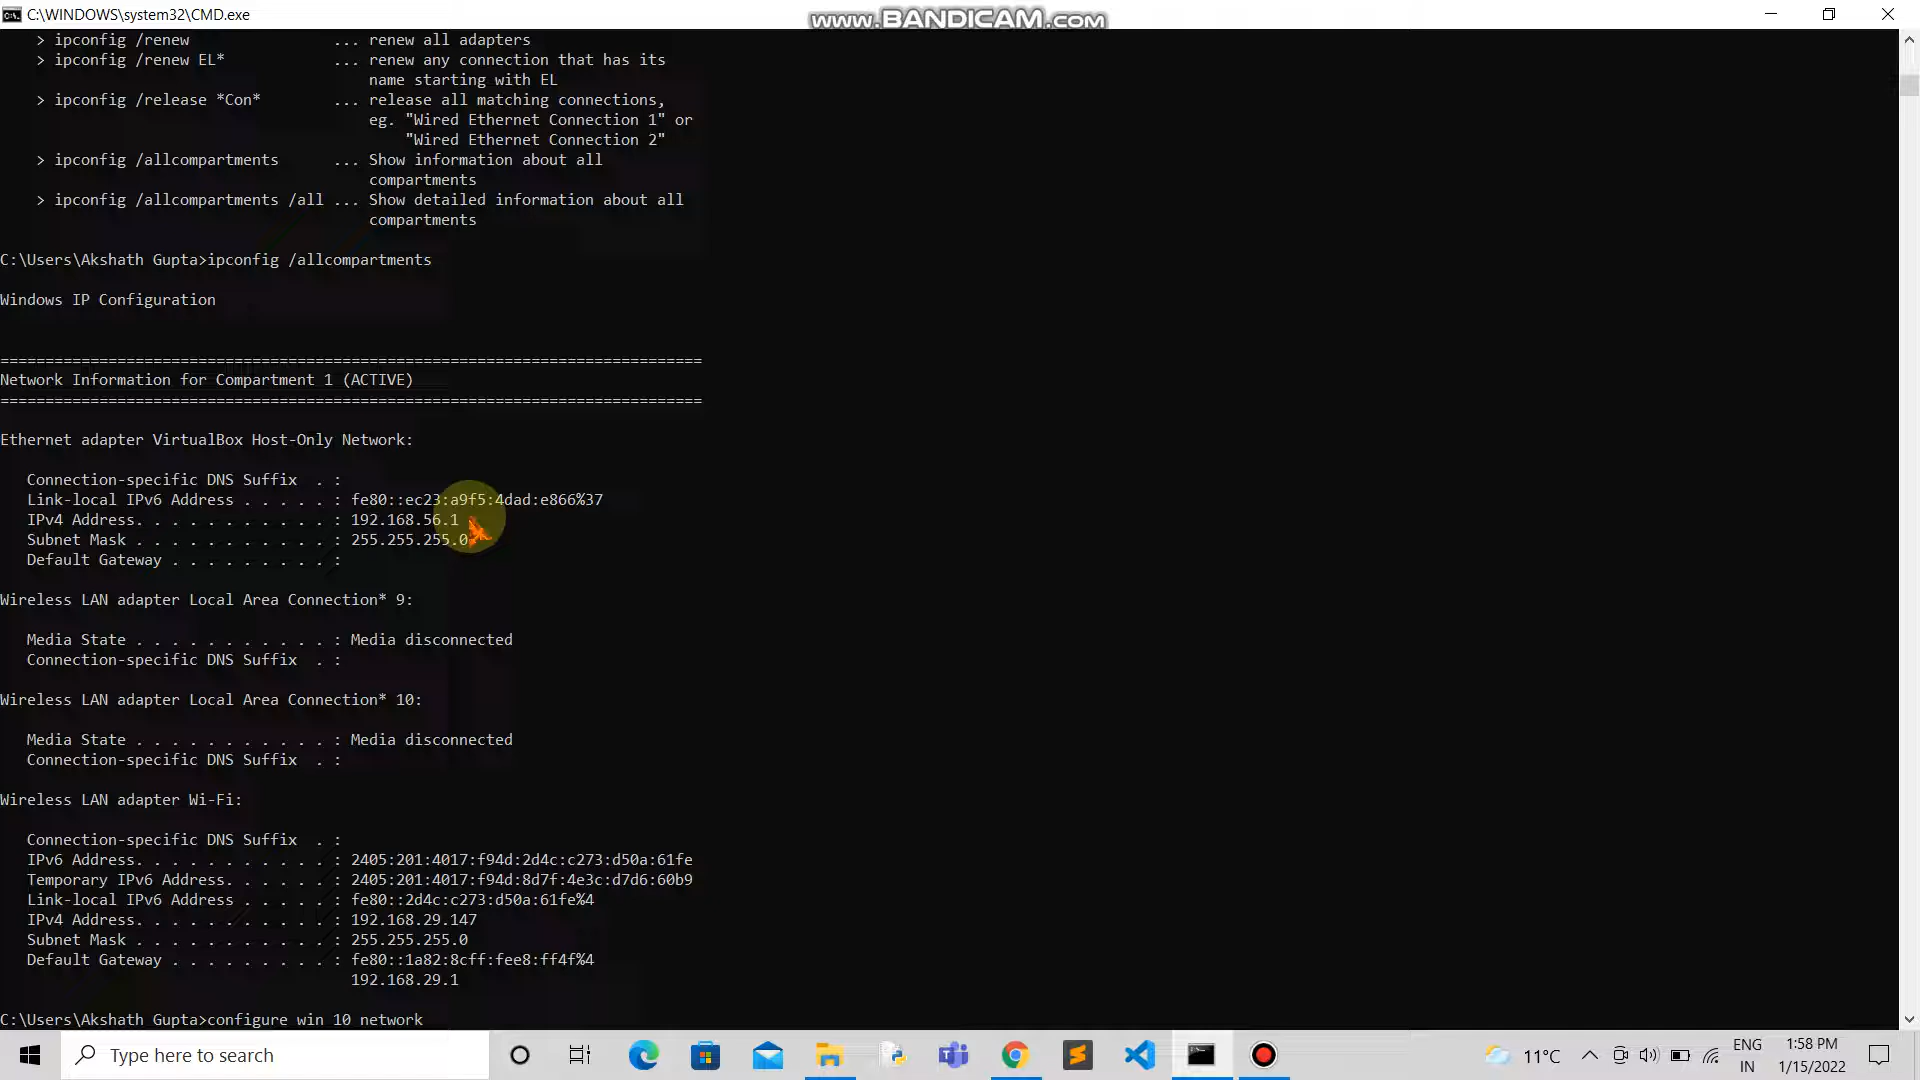 C:\WINDOWS\system32\CMD.exe
www.BANDICAM.com
> ipconfig /renew ... renew all adapters
> ipconfig /renew EL* ... renew any connection that has its
name starting with EL
> ipconfig /release *Con* ... release all matching connections,
eg. "Wired Ethernet Connection 1" or
"Wired Ethernet Connection 2"
> ipconfig /allcompartments ... Show information about all
compartments
> ipconfig /allcompartments /all ... Show detailed information about all
compartments
C:\Users\Akshath Gupta>ipconfig /allcompartments
Windows IP Configuration
==============================================================================
Network Information for Compartment 1 (ACTIVE)
==============================================================================
Ethernet adapter VirtualBox Host-Only Network:
Connection-specific DNS Suffix . :
Link-local IPv6 Address . . . . . : fe80::ec23:a9f5:4dad:e866%37
IPv4 Address. . . . . . . . . . . : 192.168.56.1
Subnet Mask . . . . . . . . . . . : 255.255.255.0
Default Gateway . . . . . . . . . :
Wireless LAN adapter Local Area Connection* 9:
Media State . . . . . . . . . . . : Media disconnected
Connection-specific DNS Suffix . :
Wireless LAN adapter Local Area Connection* 10:
Media State . . . . . . . . . . . : Media disconnected
Connection-specific DNS Suffix . :
Wireless LAN adapter Wi-Fi:
Connection-specific DNS Suffix . :
IPv6 Address. . . . . . . . . . . : 2405:201:4017:f94d:2d4c:c273:d50a:61fe
Temporary IPv6 Address. . . . . . : 2405:201:4017:f94d:8d7f:4e3c:d7d6:60b9
Link-local IPv6 Address . . . . . : fe80::2d4c:c273:d50a:61fe%4
IPv4 Address. . . . . . . . . . . : 192.168.29.147
Subnet Mask . . . . . . . . . . . : 255.255.255.0
Default Gateway . . . . . . . . . : fe80::1a82:8cff:fee8:ff4f%4
192.168.29.1
C:\Users\Akshath Gupta>configure win 10 network
Type here to search
11°C
ENG
IN
1:58 PM
1/15/2022